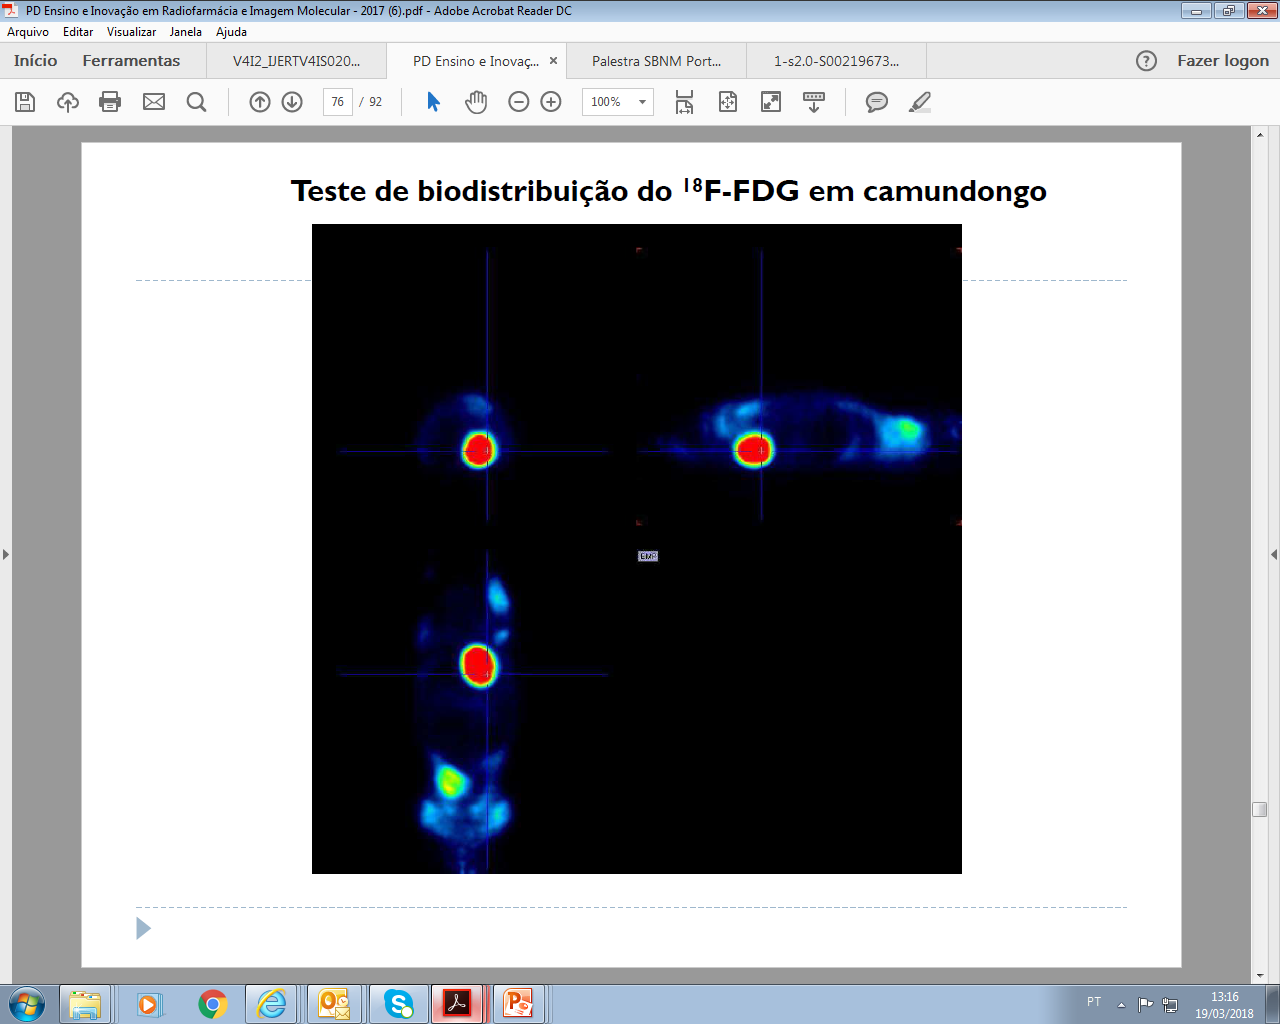 PD Ensino e Inovação em Radiofarmácia e Imagem Molecular - 2017 (6).pdf - Adobe Acrobat Reader DC
Arquivo Editar Visualizar Janela Ajuda
Início Ferramentas V4I2_IJERTV4IS020... PD Ensino e Inovaç... × Palestra SBNM Port... 1-s2.0-S00219673... Fazer logon
76 / 92 100%
Teste de biodistribuição do ¹⁸F-FDG em camundongo
EMP
PT 13:16
19/03/2018